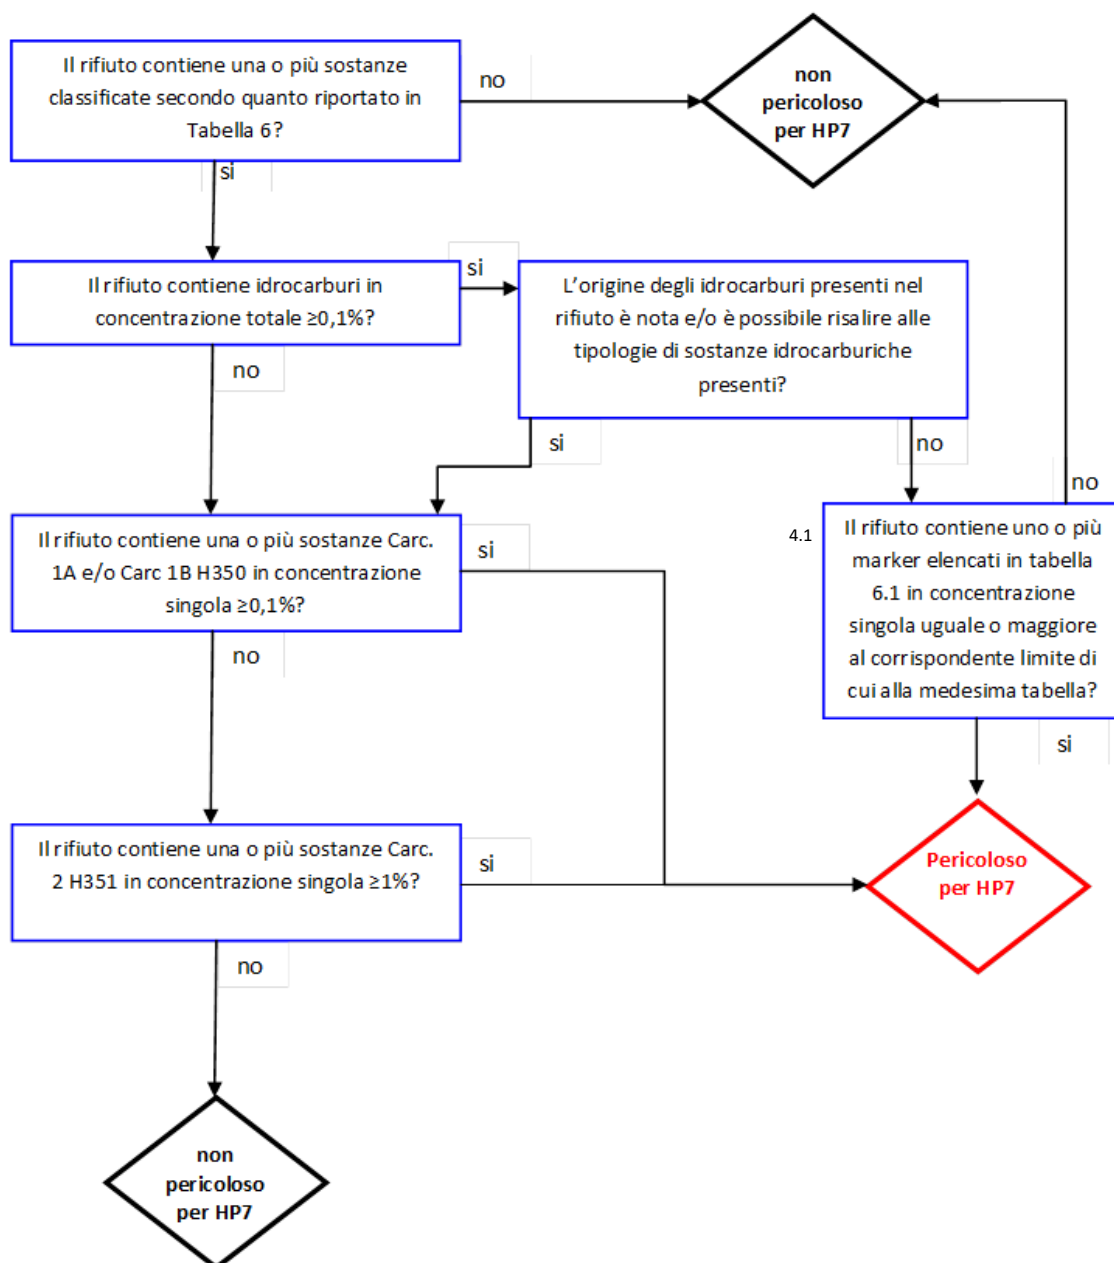 Il rifiuto contiene una o più sostanze
classificate secondo quanto riportato in
Tabella 6?
no
non
pericoloso
per HP7
si
Il rifiuto contiene idrocarburi in
concentrazione totale ≥0,1%?
si
L’origine degli idrocarburi presenti nel
rifiuto è nota e/o è possibile risalire alle
tipologie di sostanze idrocarburiche
presenti?
no
si
no
no
Il rifiuto contiene una o più sostanze Carc.
1A e/o Carc 1B H350 in concentrazione
singola ≥0,1%?
si
4.1
Il rifiuto contiene uno o più
marker elencati in tabella
6.1 in concentrazione
singola uguale o maggiore
al corrispondente limite di
cui alla medesima tabella?
no
si
Il rifiuto contiene una o più sostanze Carc.
2 H351 in concentrazione singola ≥1%?
si
Pericoloso
per HP7
no
non
pericoloso
per HP7